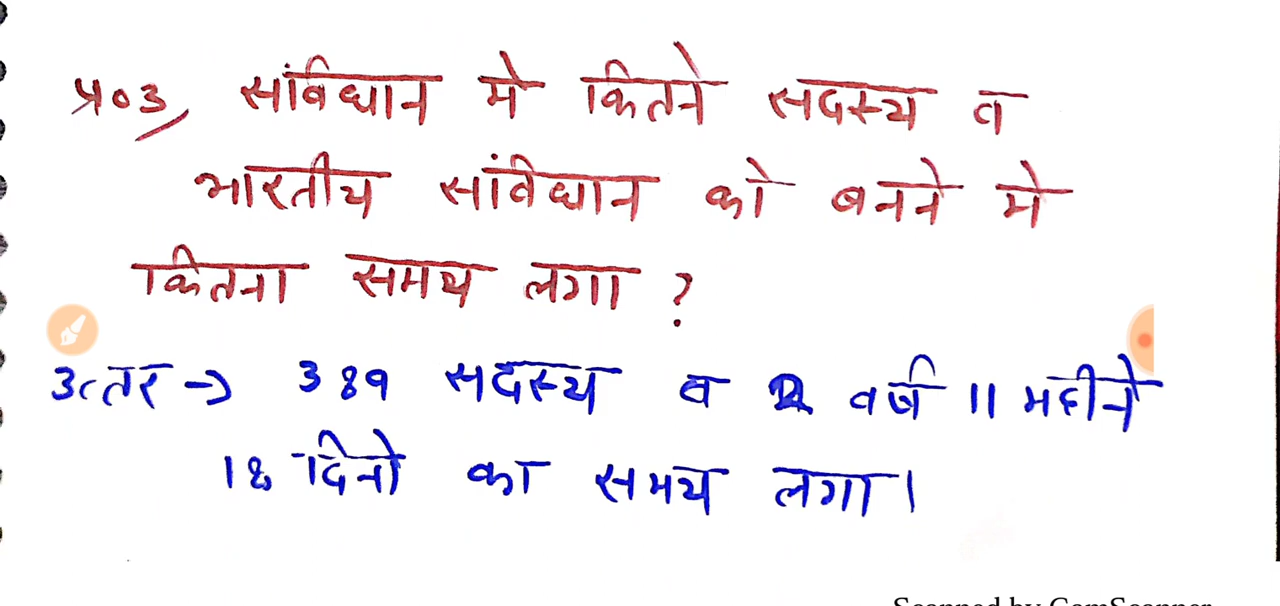 प्र०3, संविधान मे कितने सदस्य व
भारतीय संविधान को बनने मे
कितना समय लगा ?
उत्तर → 389 सदस्य व 2 वर्ष 11 महीने
18 दिनो का समय लगा।